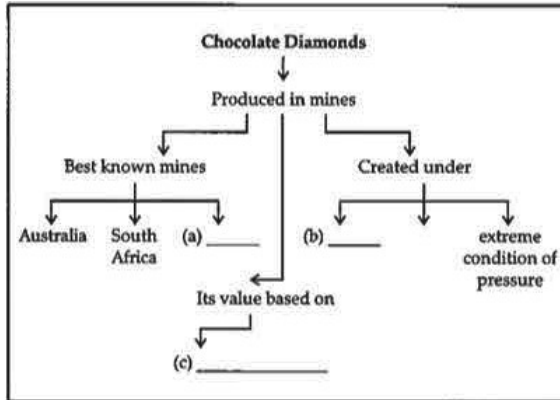 Chocolate Diamonds
Produced in mines
Best known mines
Created under
Australia
South
Africa
(a) ______
(b) ______
extreme
condition of
pressure
Its value based on
(c) ________________